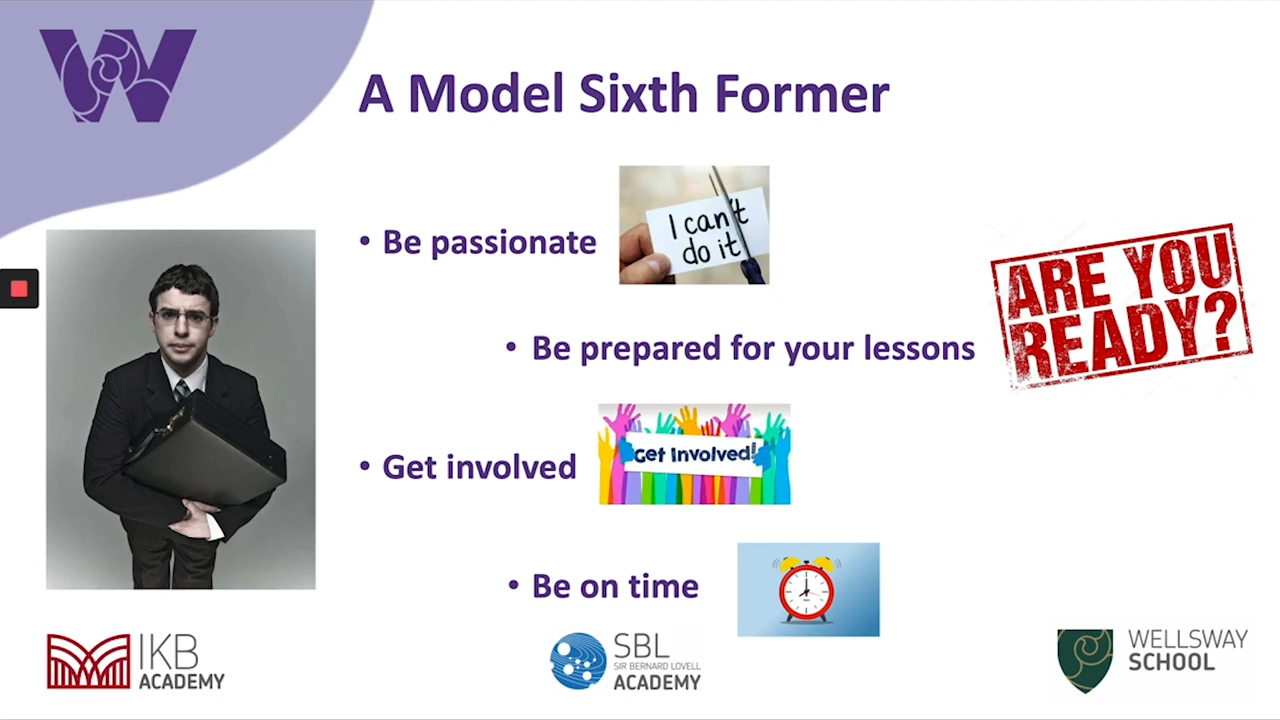 W
A Model Sixth Former
• Be passionate
I can't
do it
• Be prepared for your lessons
ARE YOU
READY?
• Get involved
Get Involved!
• Be on time
IKB
ACADEMY
SBL
SIR BERNARD LOVELL
ACADEMY
WELLSWAY
SCHOOL